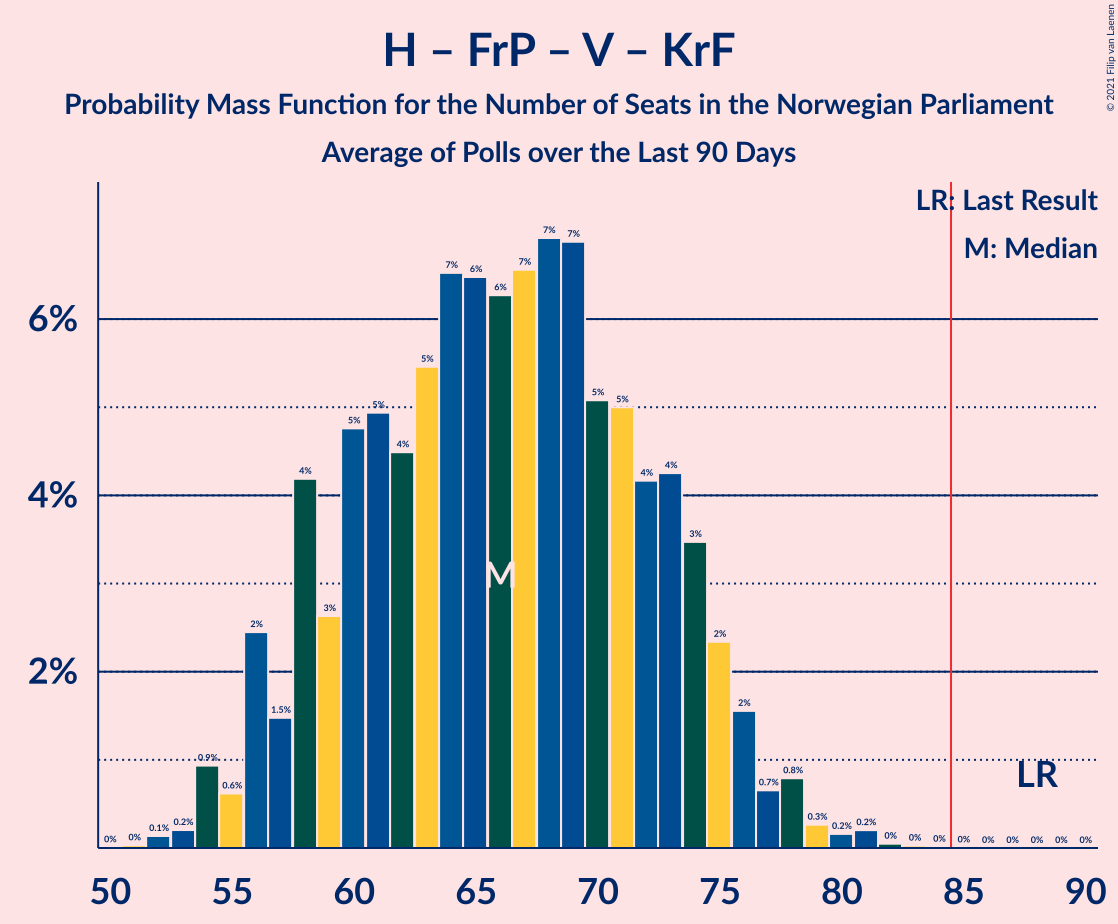 H – FrP – V – KrF
Probability Mass Function for the Number of Seats in the Norwegian Parliament
Average of Polls over the Last 90 Days
© 2021 Filip van Laenen
LR: Last Result
M: Median
6%
4%
2%
0% 0% 0.1% 0.2% 0.9% 0.6% 2% 1.5% 4% 3% 5% 5% 4% 5% 7% 6% 6% 7% 7% 7% 5% 5% 4% 4% 3% 2% 2% 0.7% 0.8% 0.3% 0.2% 0.2% 0% 0% 0% 0% 0% 0% 0% 0% 0%
M
LR
50 55 60 65 70 75 80 85 90